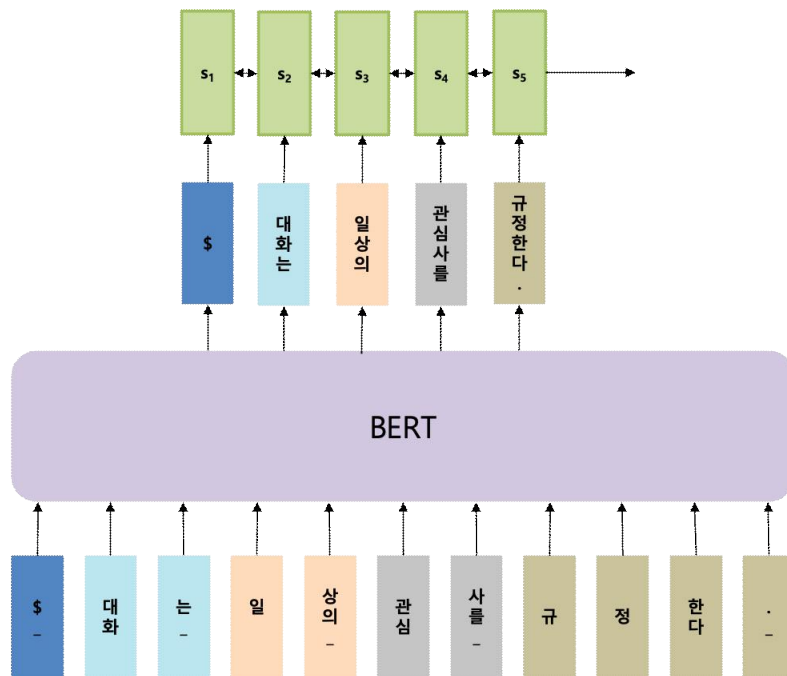 s₁ s₂ s₃ s₄ s₅
$ 대화는 일상의 관심사를 규정한다.
BERT
$_ 대화 는_ 일 상의_ 관심 사를_ 규 정 한다 ._